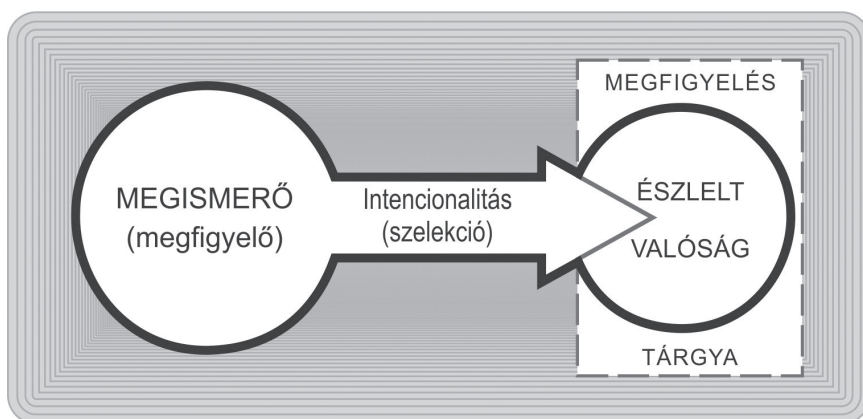 MEGISMERŐ
(megfigyelő)
Intencionalitás
(szelekció)
MEGFIGYELÉS
ÉSZLELT
VALÓSÁG
TÁRGYA